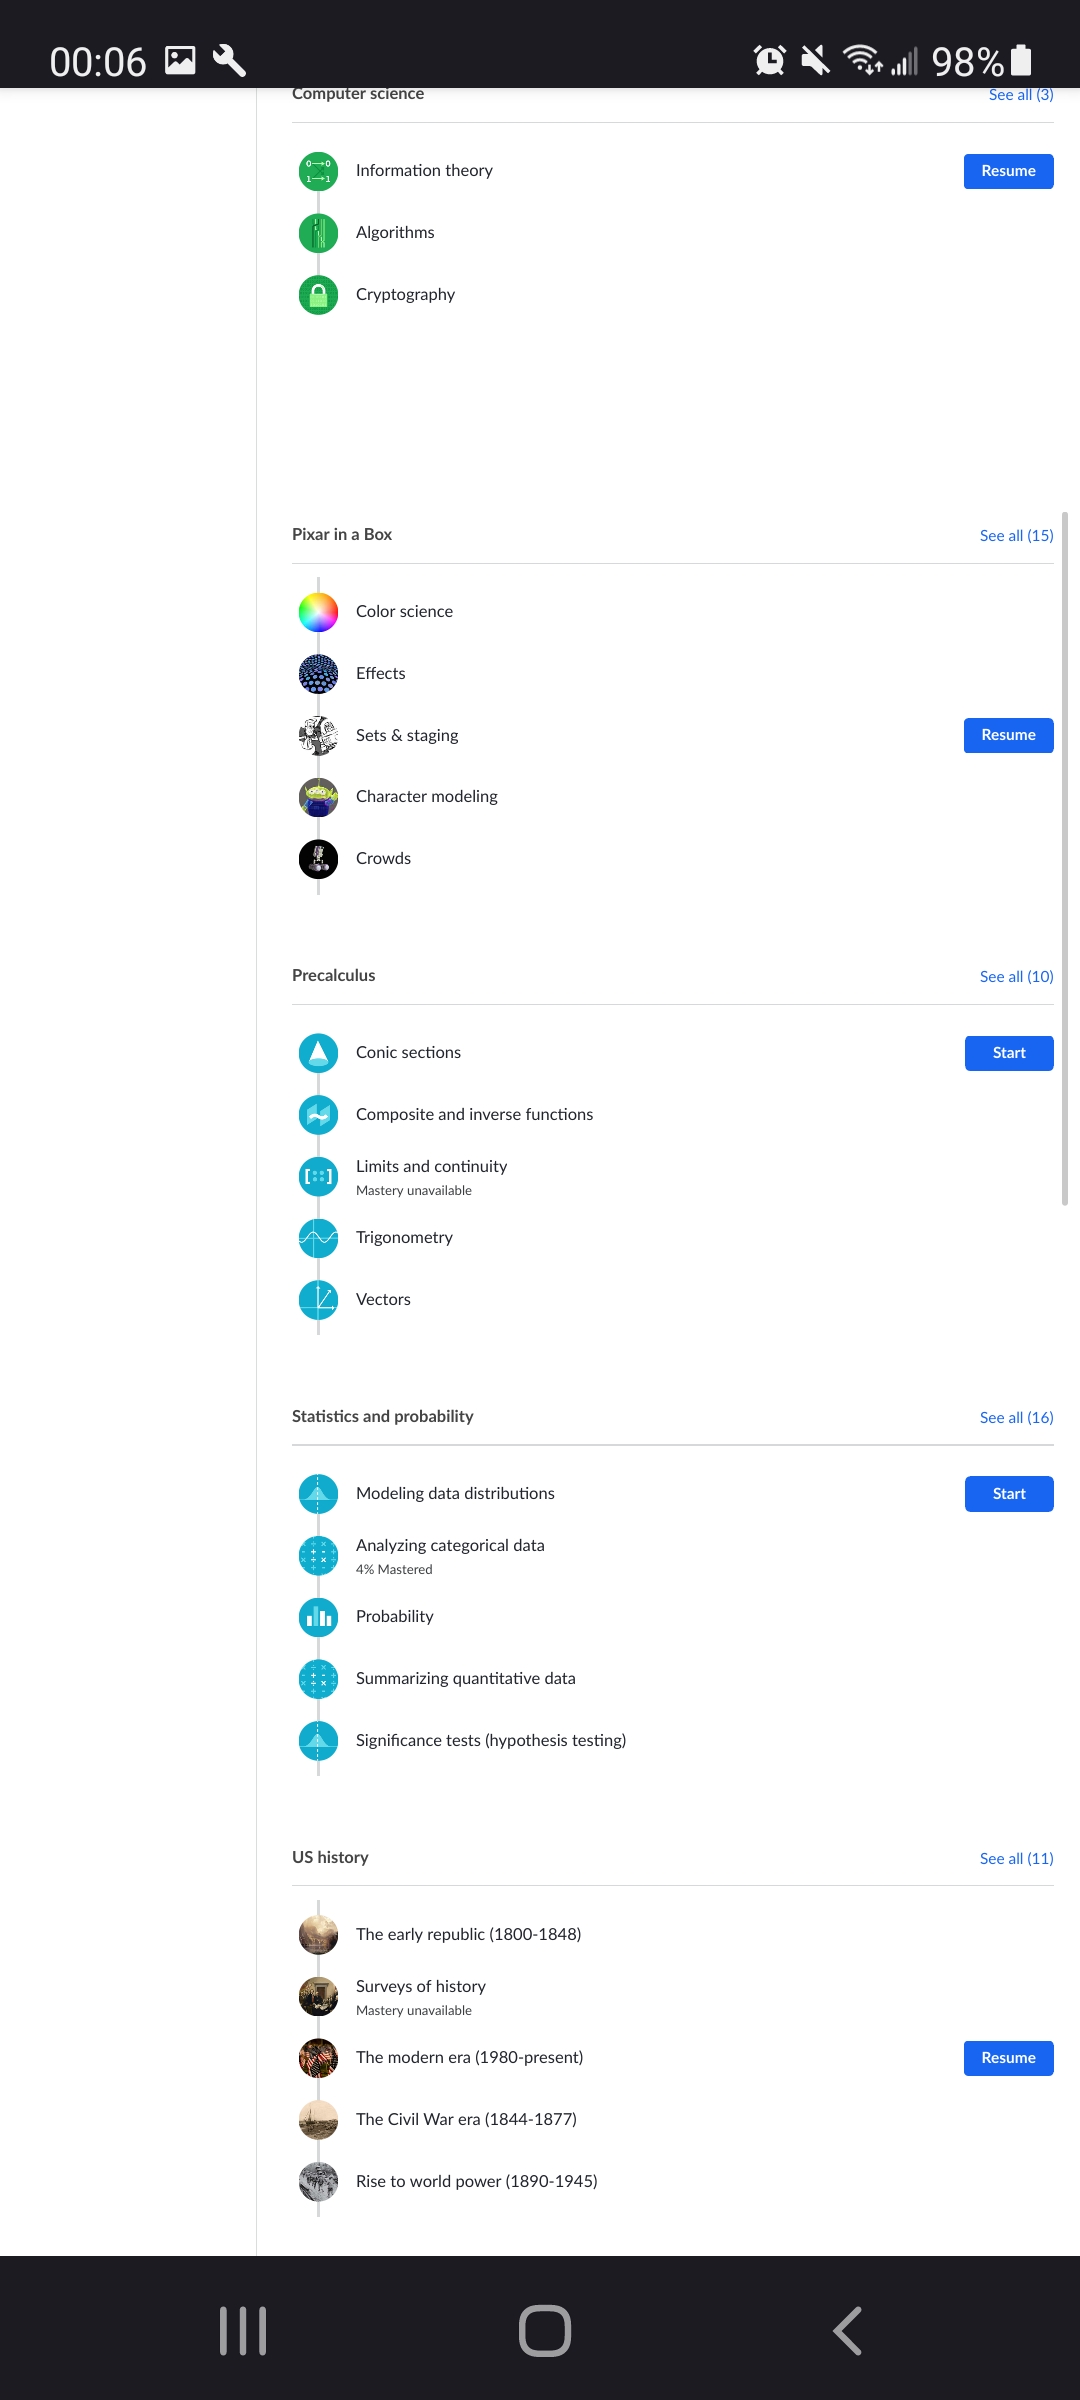 00:06 98%
Computer science See all (3)
Information theory Resume
Algorithms
Cryptography
Pixar in a Box See all (15)
Color science
Effects
Sets & staging Resume
Character modeling
Crowds
Precalculus See all (10)
Conic sections Start
Composite and inverse functions
Limits and continuity
Mastery unavailable
Trigonometry
Vectors
Statistics and probability See all (16)
Modeling data distributions Start
Analyzing categorical data
4% Mastered
Probability
Summarizing quantitative data
Significance tests (hypothesis testing)
US history See all (11)
The early republic (1800-1848)
Surveys of history
Mastery unavailable
The modern era (1980-present) Resume
The Civil War era (1844-1877)
Rise to world power (1890-1945)